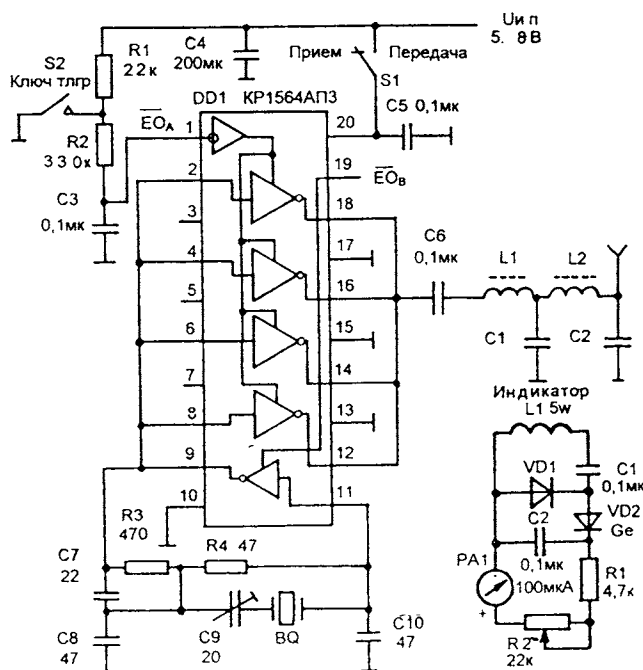 Uи п
5. 8 В
S2
Ключ тлгр
R1
22к
C4
200мк
Прием
Передача
S1
DD1 КР1564АП3
C5 0,1мк
EOA
R2
330к
C3
0,1мк
1
2
3
4
5
6
7
8
9
10
20
19
EOB
18
17
16
15
14
13
12
11
C6
0,1мк
L1
L2
C1
C2
Индикатор
L1 5w
VD1
C1
0,1мк
VD2
Ge
C2
0,1мк
PA1
100мкА
+
R1
4,7к
R2
22к
R3
470
R4 47
C7
22
C8
47
C9
20
BQ
C10
47